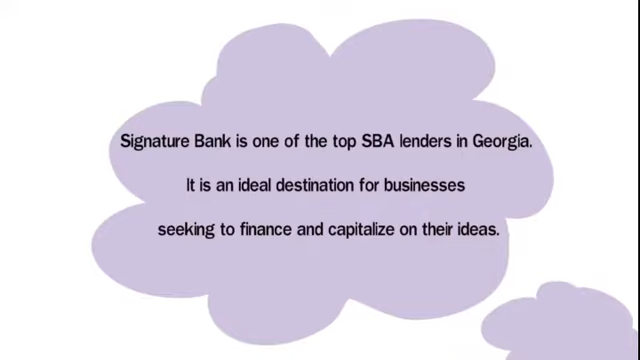 Signature Bank is one of the top SBA lenders in Georgia.
It is an ideal destination for businesses
seeking to finance and capitalize on their ideas.